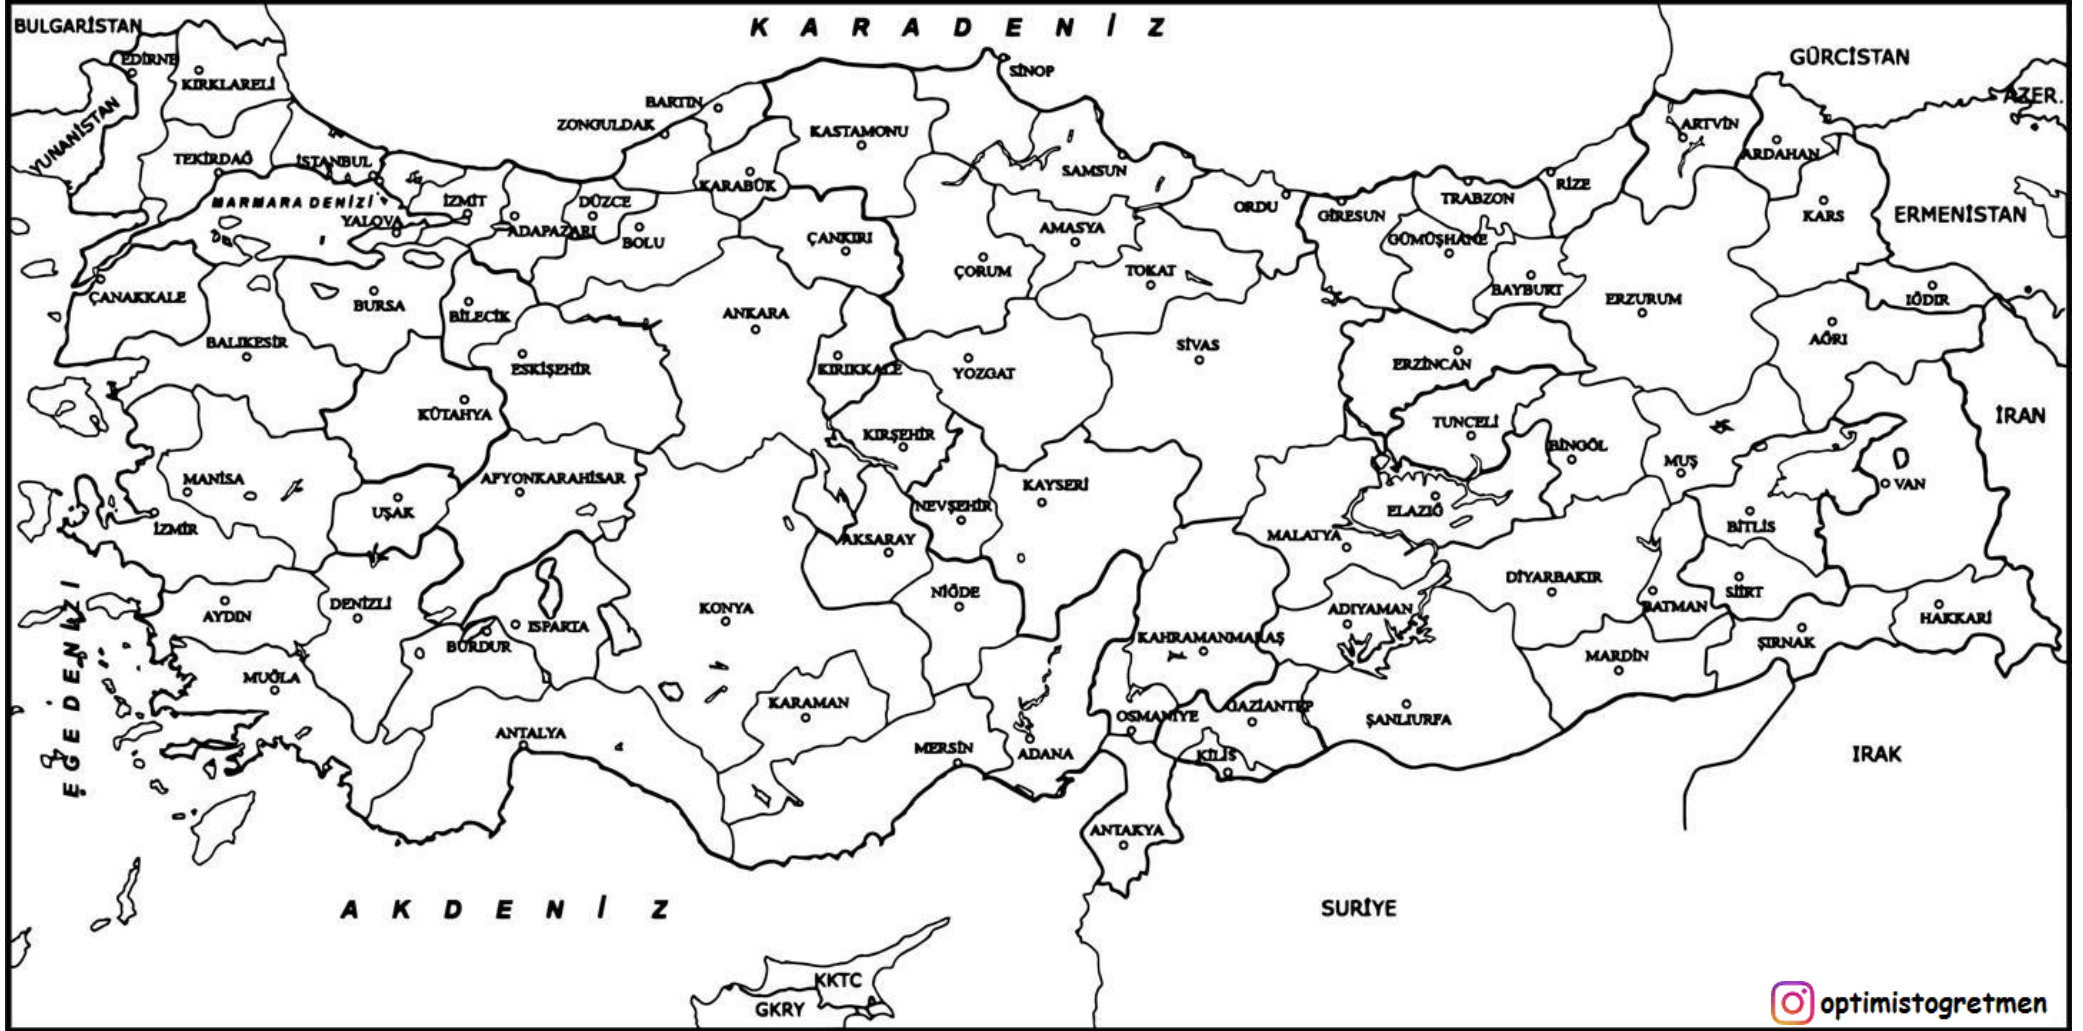 BULGARİSTAN
K A R A D E N İ Z
GÜRCİSTAN
EDİRNE
KIRKLARELİ
SİNOP
AZER.
BARTIN
ZONGULDAK
KASTAMONU
ARTVİN
ARDAHAN
YUNANİSTAN
TEKİRDAĞ
İSTANBUL
SAMSUN
KARABÜK
RİZE
MARMARA DENİZİ
İZMİT
DÜZCE
ORDU
GİRESUN
TRABZON
KARS
ERMENİSTAN
YALOVA
ADAPAZARI
BOLU
ÇANKIRI
AMASYA
GÜMÜŞHANE
ÇORUM
TOKAT
BAYBURT
ERZURUM
IĞDIR
ÇANAKKALE
BURSA
BİLECİK
ANKARA
BALIKESİR
ESKİŞEHİR
KIRIKKALE
YOZGAT
SİVAS
ERZİNCAN
AĞRI
KÜTAHYA
KIRŞEHİR
TUNCELİ
BİNGÖL
MUŞ
İRAN
MANİSA
AFYONKARAHİSAR
UŞAK
NEVŞEHİR
KAYSERİ
ELAZIĞ
VAN
İZMİR
AKSARAY
MALATYA
BİTLİS
EGE DENİZİ
AYDIN
DENİZLİ
KONYA
NİĞDE
ADIYAMAN
DİYARBAKIR
BATMAN
SİİRT
HAKKARİ
BURDUR
ISPARTA
KAHRAMANMARAŞ
MARDİN
ŞIRNAK
MUĞLA
KARAMAN
OSMANİYE
GAZİANTEP
ŞANLIURFA
ANTALYA
MERSİN
ADANA
KİLİS
IRAK
ANTAKYA
A K D E N İ Z
SURİYE
KKTC
GKRY
optimistogretmen